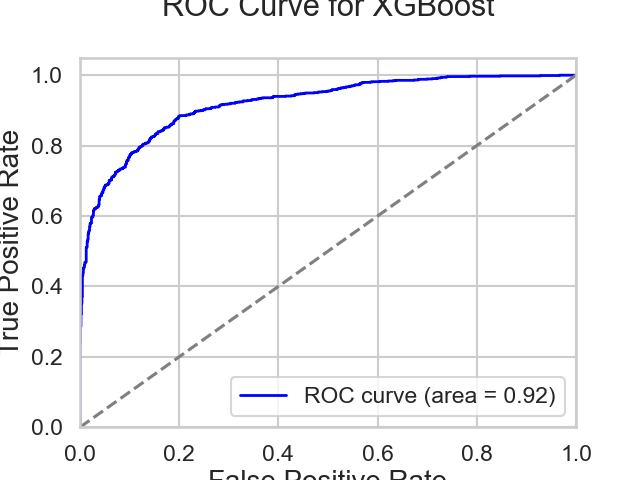 ROC Curve for XGBoost
True Positive Rate
1.0
0.8
0.6
0.4
0.2
0.0
ROC curve (area = 0.92)
0.0 0.2 0.4 0.6 0.8 1.0
False Positive Rate